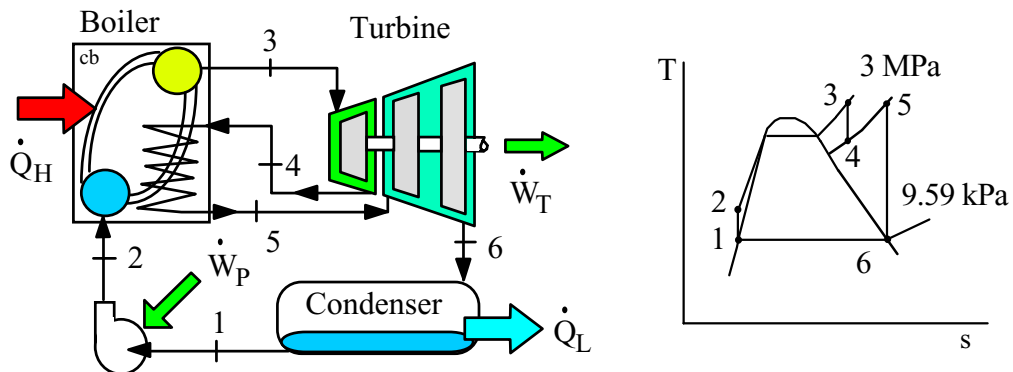 Boiler
Turbine
cb
3
Q̇H
4
ẆT
5
6
2
ẆP
Condenser
1
Q̇L
T
3 MPa
3
5
4
2
9.59 kPa
1
6
s